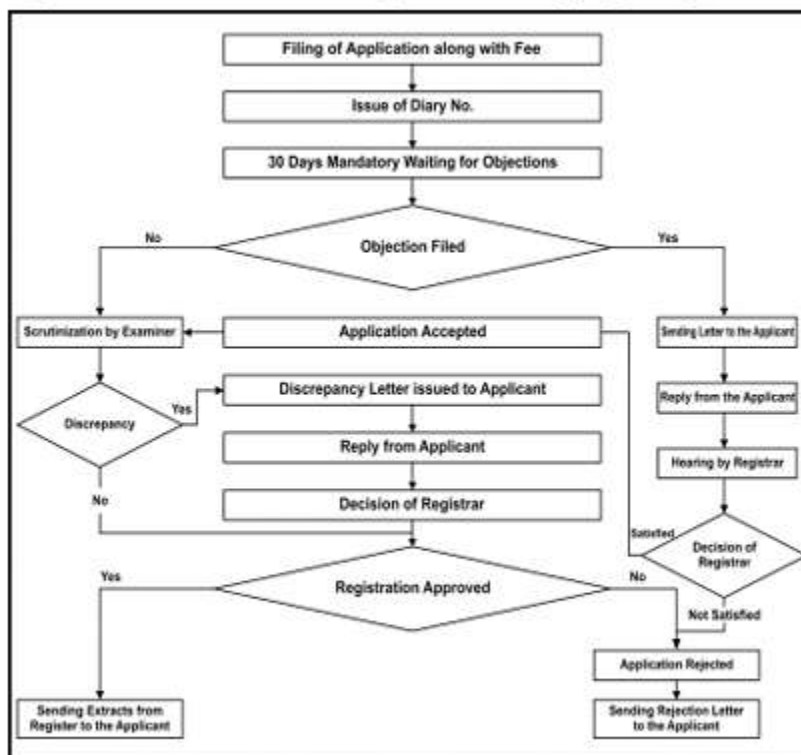 Filing of Application along with Fee
Issue of Diary No.
30 Days Mandatory Waiting for Objections
No
Objection Filed
Yes
Scrutinization by Examiner
Application Accepted
Sending Letter to the Applicant
Discrepancy
Yes
Discrepancy Letter issued to Applicant
Reply from the Applicant
Reply from Applicant
Hearing by Registrar
No
Decision of Registrar
Satisfied
Decision of
Registrar
Yes
Registration Approved
No
Not Satisfied
Application Rejected
Sending Extracts from
Register to the Applicant
Sending Rejection Letter
to the Applicant